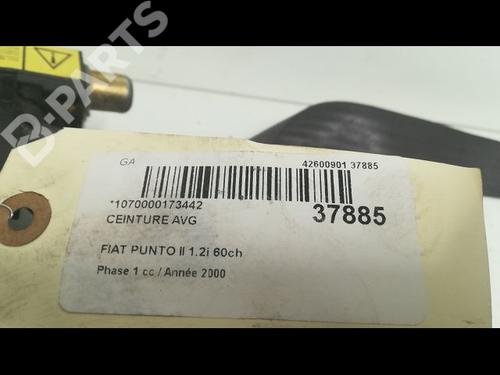 B-PARTS
GA
42600901 37885
*1070000173442
37885
CEINTURE AVG
FIAT PUNTO II 1.2i 60ch
Phase 1 cc / Année 2000